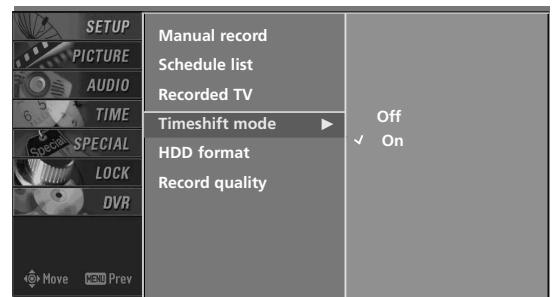 SETUP
PICTURE
AUDIO
TIME
SPECIAL
LOCK
DVR
Move MENU Prev
Manual record
Schedule list
Recorded TV
Timeshift mode ►
HDD format
Record quality
Off
✓ On